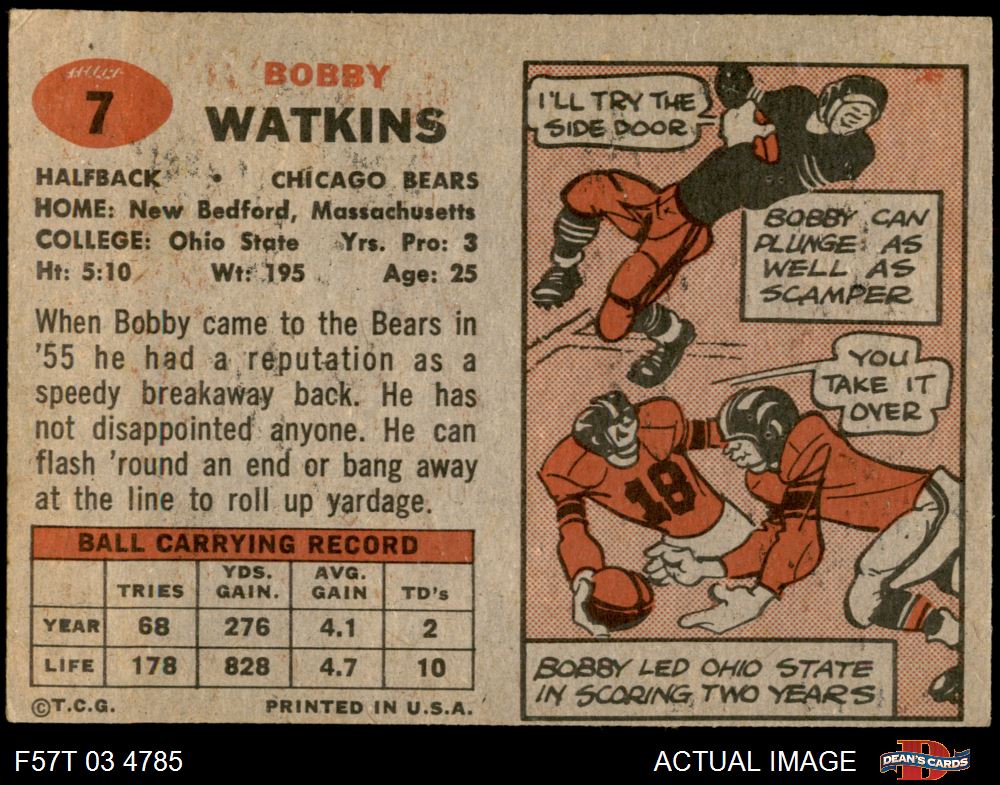 7
BOBBY
WATKINS
HALFBACK • CHICAGO BEARS
HOME: New Bedford, Massachusetts
COLLEGE: Ohio State Yrs. Pro: 3
Ht: 5:10 Wt: 195 Age: 25
When Bobby came to the Bears in
'55 he had a reputation as a
speedy breakaway back. He has
not disappointed anyone. He can
flash 'round an end or bang away
at the line to roll up yardage.
BALL CARRYING RECORD
TRIES YDS. GAIN. AVG. GAIN TD's
YEAR 68 276 4.1 2
LIFE 178 828 4.7 10
©T.C.G. PRINTED IN U.S.A.
I'LL TRY THE
SIDE DOOR
BOBBY CAN
PLUNGE AS
WELL AS
SCAMPER
YOU
TAKE IT
OVER
18
BOBBY LED OHIO STATE
IN SCORING TWO YEARS
F57T 03 4785 ACTUAL IMAGE D DEAN'S CARDS